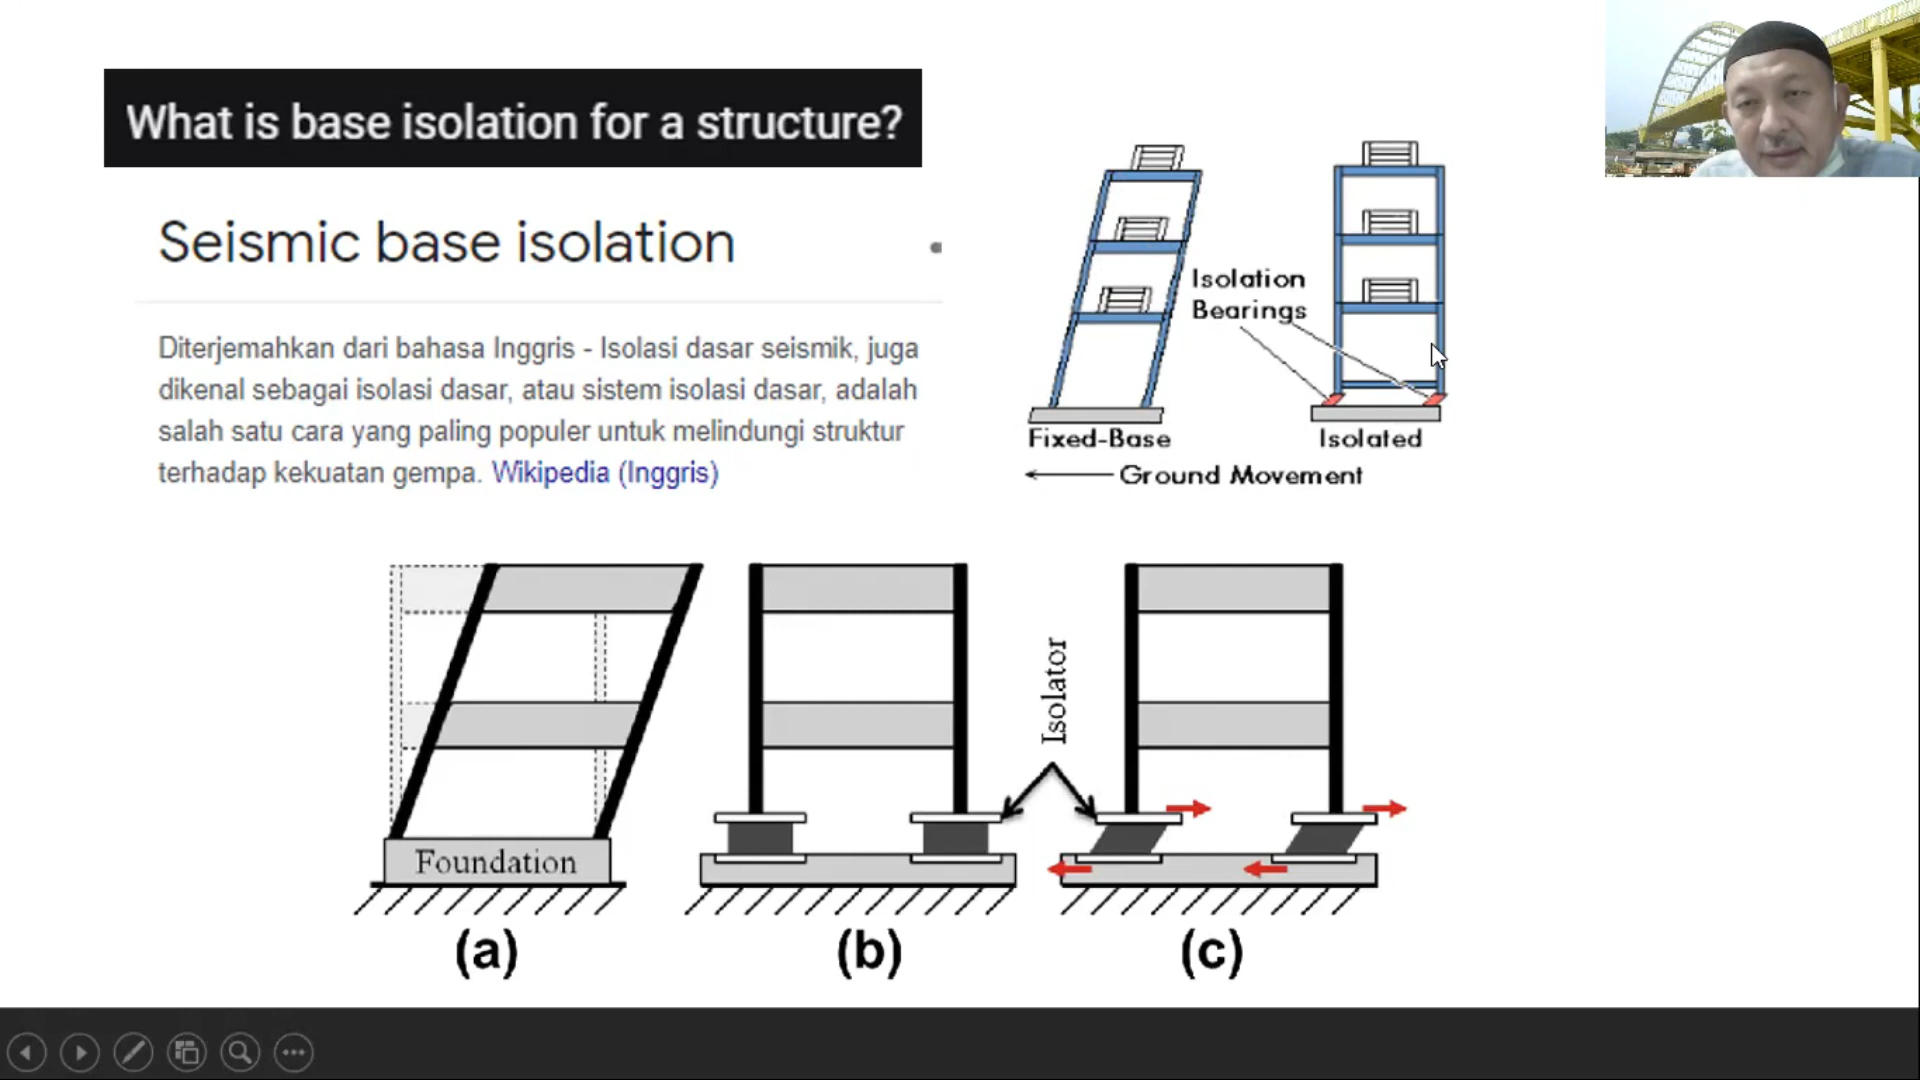 What is base isolation for a structure?
Seismic base isolation
Diterjemahkan dari bahasa Inggris - Isolasi dasar seismik, juga
dikenal sebagai isolasi dasar, atau sistem isolasi dasar, adalah
salah satu cara yang paling populer untuk melindungi struktur
terhadap kekuatan gempa. Wikipedia (Inggris)
Isolation
Bearings
Fixed-Base
Isolated
Ground Movement
Isolator
Foundation
(a)
(b)
(c)